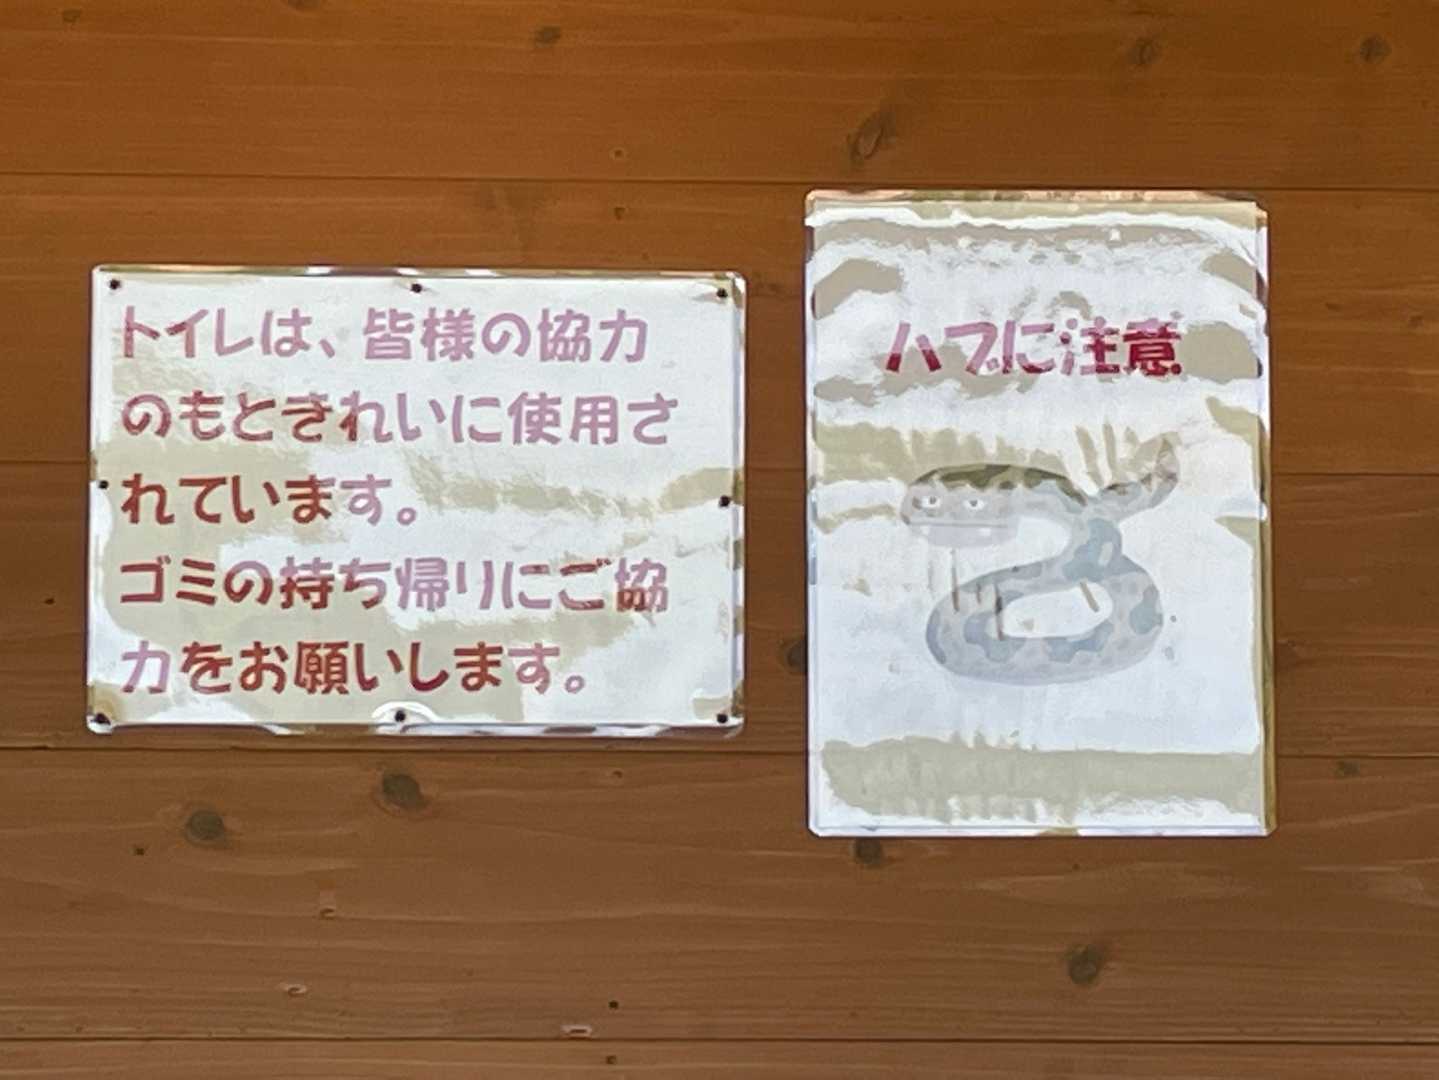 トイレは、皆様の協力
のもときれいに使用さ
れています。
ゴミの持ち帰りにご協
力をお願いします。
ハブに注意